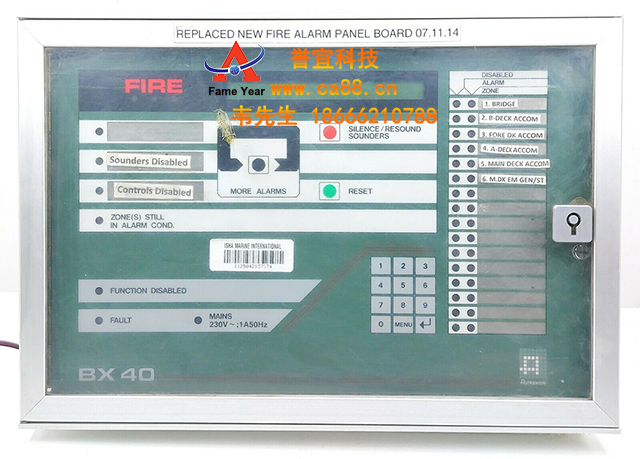 REPLACED NEW FIRE ALARM PANEL BOARD 07.11.14
誉宜科技
Fame Year
www.ca88.cn
韦先生 18666210788
FIRE
SILENCE / RESOUND
SOUNDERS
Sounders Disabled
Controls Disabled
MORE ALARMS
RESET
ZONE(S) STILL
IN ALARM COND.
ISHA MARINE INTERNATIONAL
FUNCTION DISABLED
FAULT
MAINS
230V ~ ;1A50Hz
1 2 3
4 5 6
7 8 9
0 MENU
DISABLED
ALARM
ZONE
1. BRIDGE
2. B-DECK ACCOM
3. FORE DK ACCOM
4. A-DECK ACCOM
5. MAIN DECK ACCOM
6. M.DK EM GEN/ST
BX 40
Autronica